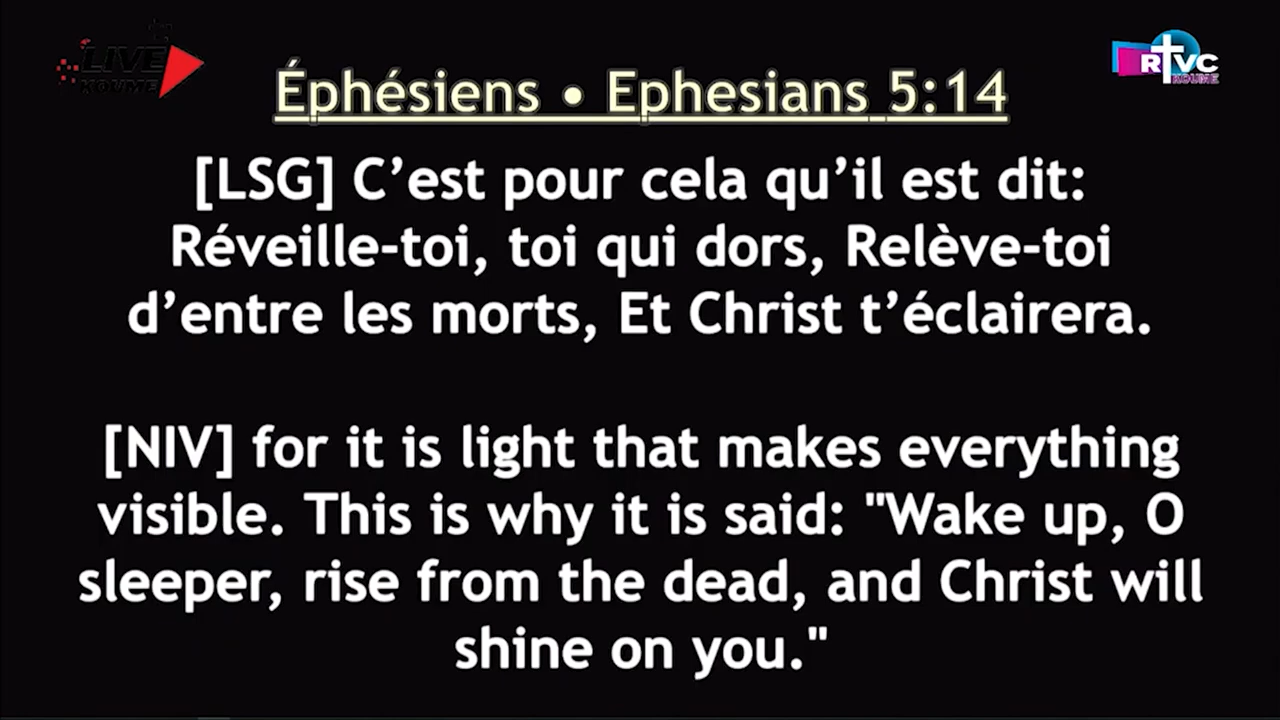 LIVE
KOUME
RTVC
KOUME
Éphésiens • Ephesians 5:14
[LSG] C’est pour cela qu’il est dit:
Réveille-toi, toi qui dors, Relève-toi
d’entre les morts, Et Christ t’éclairera.
[NIV] for it is light that makes everything
visible. This is why it is said: "Wake up, O
sleeper, rise from the dead, and Christ will
shine on you."